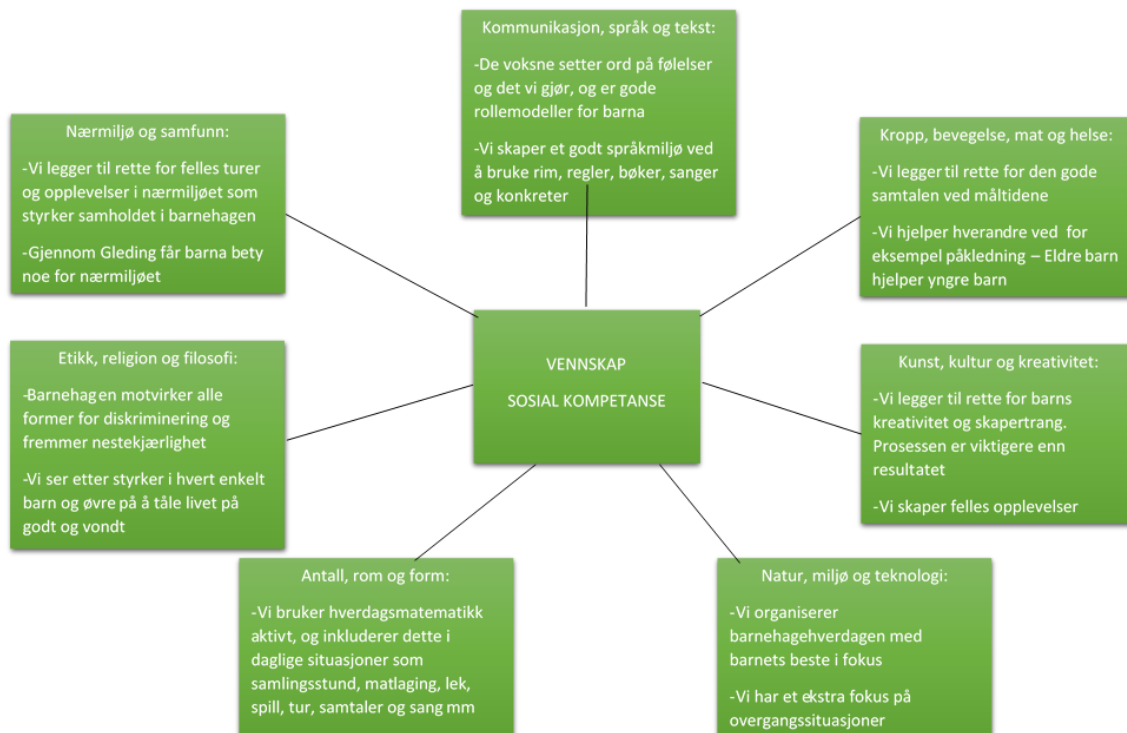 Kommunikasjon, språk og tekst:
-De voksne setter ord på følelser
og det vi gjør, og er gode
rollemodeller for barna
-Vi skaper et godt språkmiljø ved
å bruke rim, regler, bøker, sanger
og konkreter
Nærmiljø og samfunn:
-Vi legger til rette for felles turer
og opplevelser i nærmiljøet som
styrker samholdet i barnehagen
-Gjennom Gleding får barna bety
noe for nærmiljøet
Kropp, bevegelse, mat og helse:
-Vi legger til rette for den gode
samtalen ved måltidene
-Vi hjelper hverandre ved for
eksempel påkledning – Eldre barn
hjelper yngre barn
VENNSKAP
SOSIAL KOMPETANSE
Etikk, religion og filosofi:
-Barnehagen motvirker alle
former for diskriminering og
fremmer nestekjærlighet
-Vi ser etter styrker i hvert enkelt
barn og øvre på å tåle livet på
godt og vondt
Kunst, kultur og kreativitet:
-Vi legger til rette for barns
kreativitet og skapertrang.
Prosessen er viktigere enn
resultatet
-Vi skaper felles opplevelser
Antall, rom og form:
-Vi bruker hverdagsmatematikk
aktivt, og inkluderer dette i
daglige situasjoner som
samlingsstund, matlaging, lek,
spill, tur, samtaler og sang mm
Natur, miljø og teknologi:
-Vi organiserer
barnehagehverdagen med
barnets beste i fokus
-Vi har et ekstra fokus på
overgangssituasjoner